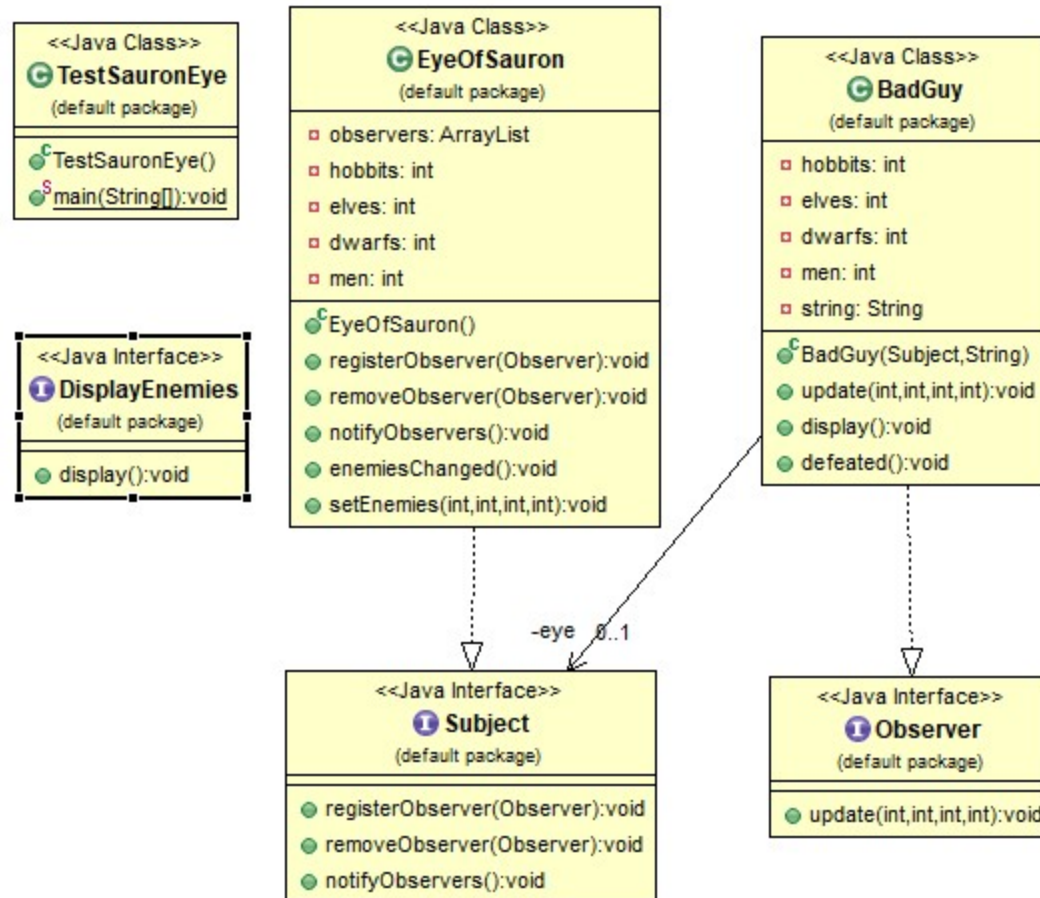 <<Java Class>>
TestSauronEye
(default package)
TestSauronEye()
main(String[]):void
<<Java Class>>
EyeOfSauron
(default package)
observers: ArrayList
hobbits: int
elves: int
dwarfs: int
men: int
EyeOfSauron()
registerObserver(Observer):void
removeObserver(Observer):void
notifyObservers():void
enemiesChanged():void
setEnemies(int,int,int,int):void
<<Java Class>>
BadGuy
(default package)
hobbits: int
elves: int
dwarfs: int
men: int
string: String
BadGuy(Subject,String)
update(int,int,int,int):void
display():void
defeated():void
<<Java Interface>>
DisplayEnemies
(default package)
display():void
-eye 0..1
<<Java Interface>>
Subject
(default package)
registerObserver(Observer):void
removeObserver(Observer):void
notifyObservers():void
<<Java Interface>>
Observer
(default package)
update(int,int,int,int):void